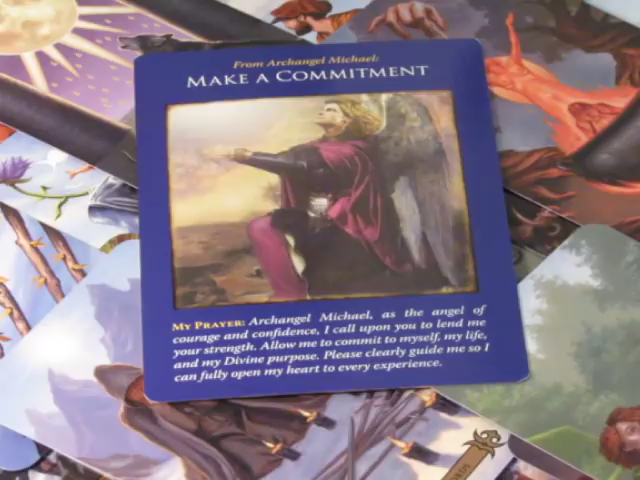 From Archangel Michael:
MAKE A COMMITMENT
MY PRAYER: Archangel Michael, as the angel of
courage and confidence, I call upon you to lend me
your strength. Allow me to commit to myself, my life,
and my Divine purpose. Please clearly guide me so I
can fully open my heart to every experience.